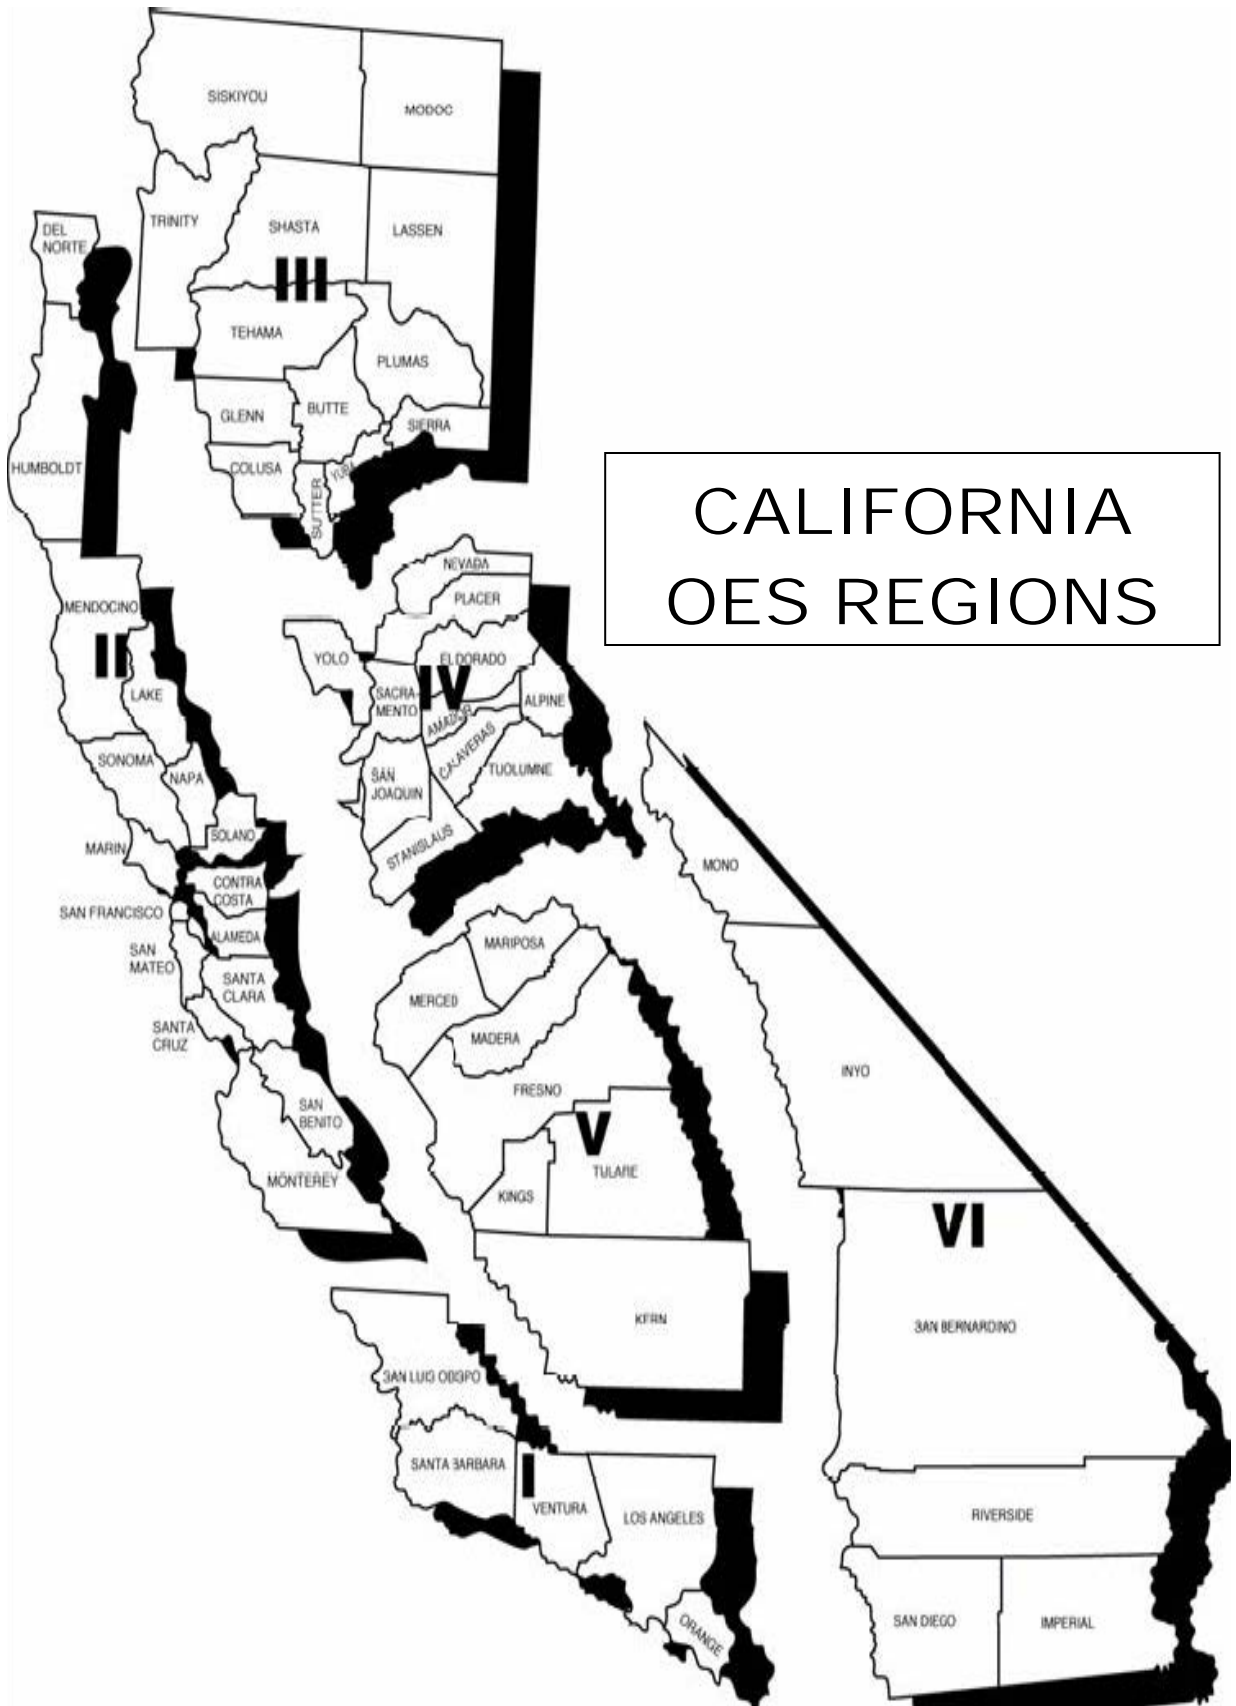 SISKIYOU
MODOC
TRINITY
SHASTA
LASSEN
DEL
NORTE
III
TEHAMA
PLUMAS
GLENN
BUTTE
SIERRA
HUMBOLDT
COLUSA
YUBA
SUTTER
CALIFORNIA
OES REGIONS
NEVADA
PLACER
MENDOCINO
II
YOLO
EL DORADO
IV
LAKE
SACRA-
MENTO
ALPINE
AMADOR
CALAVERAS
SONOMA
NAPA
SAN
JOAQUIN
TUOLUMNE
SOLANO
STANISLAUS
MARIN
MONO
CONTRA
COSTA
SAN FRANCISCO
ALAMEDA
SAN
MATEO
MARIPOSA
SANTA
CLARA
MERCED
SANTA
CRUZ
MADERA
INYO
FRESNO
SAN
BENITO
V
TULARE
MONTEREY
KINGS
VI
KERN
SAN BERNARDINO
SAN LUIS OBISPO
SANTA BARBARA
I
VENTURA
LOS ANGELES
RIVERSIDE
ORANGE
SAN DIEGO
IMPERIAL